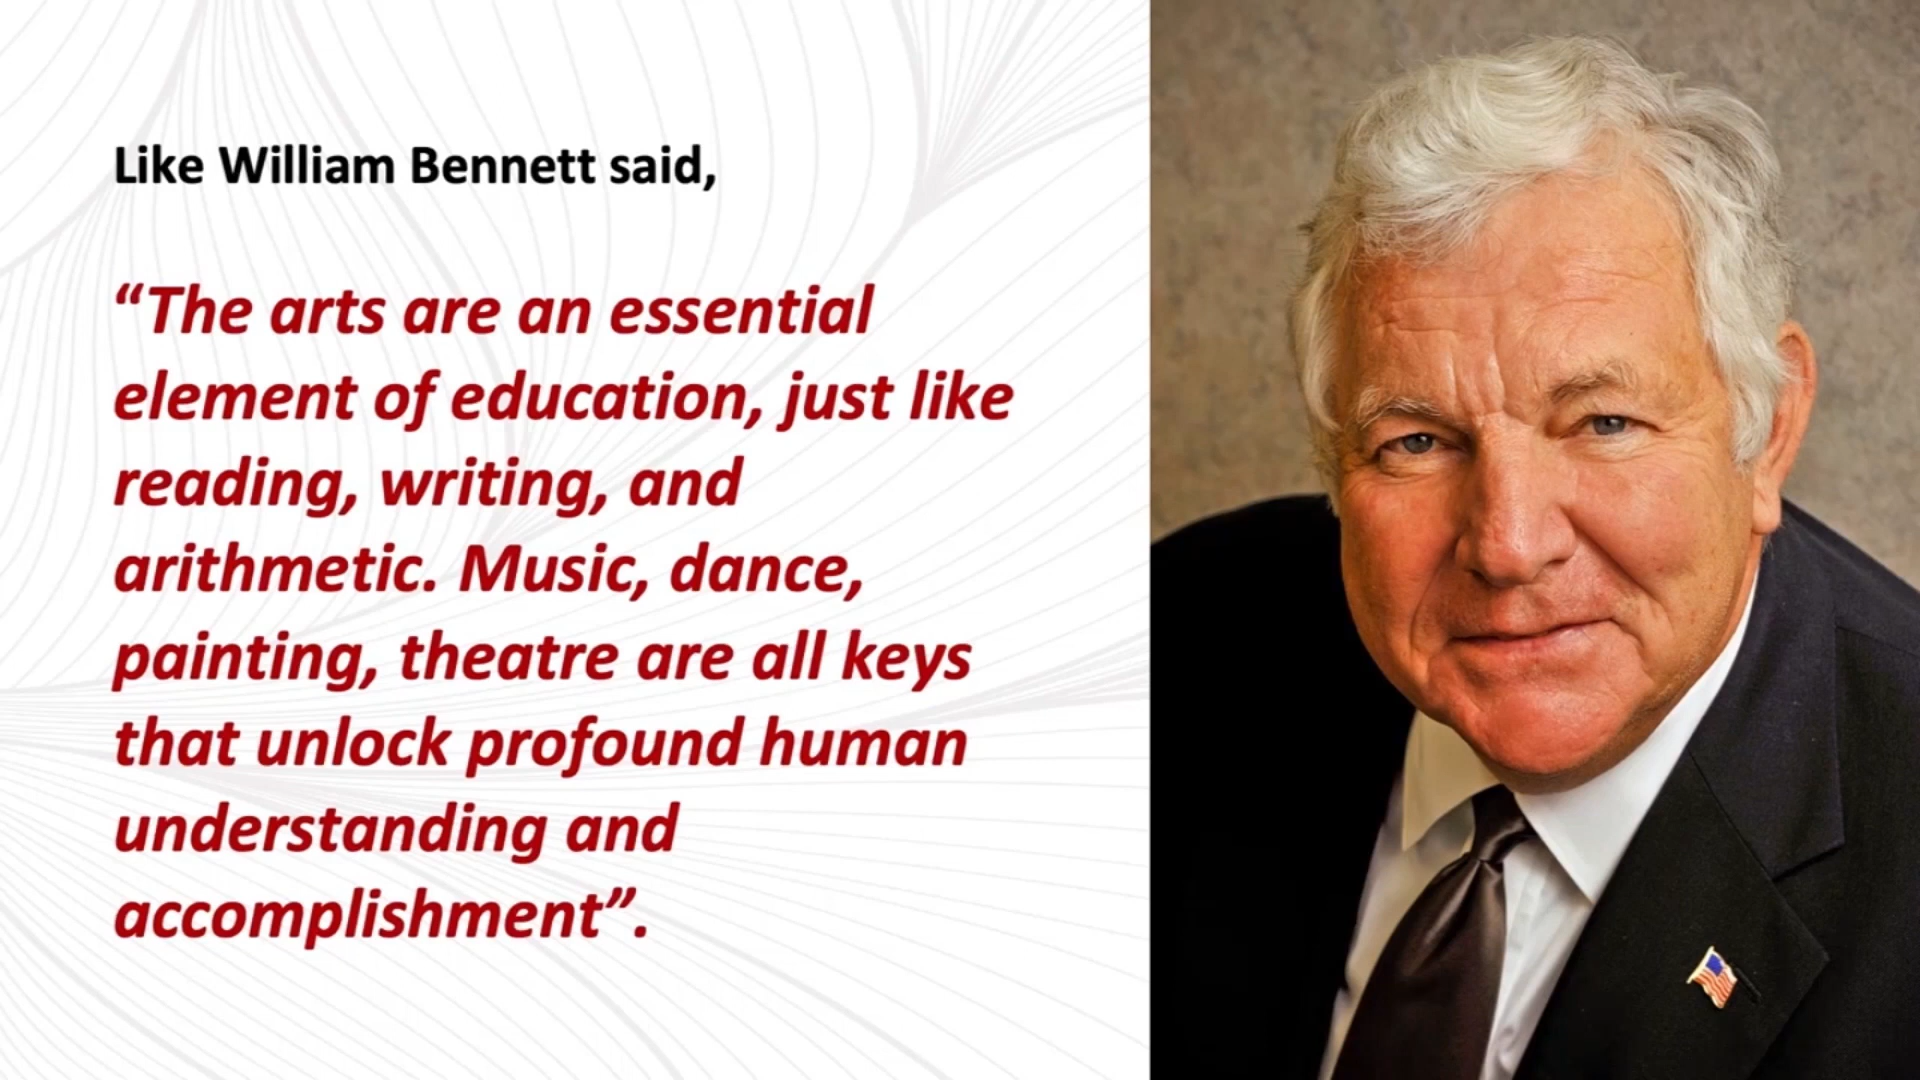 Like William Bennett said,
“The arts are an essential
element of education, just like
reading, writing, and
arithmetic. Music, dance,
painting, theatre are all keys
that unlock profound human
understanding and
accomplishment”.